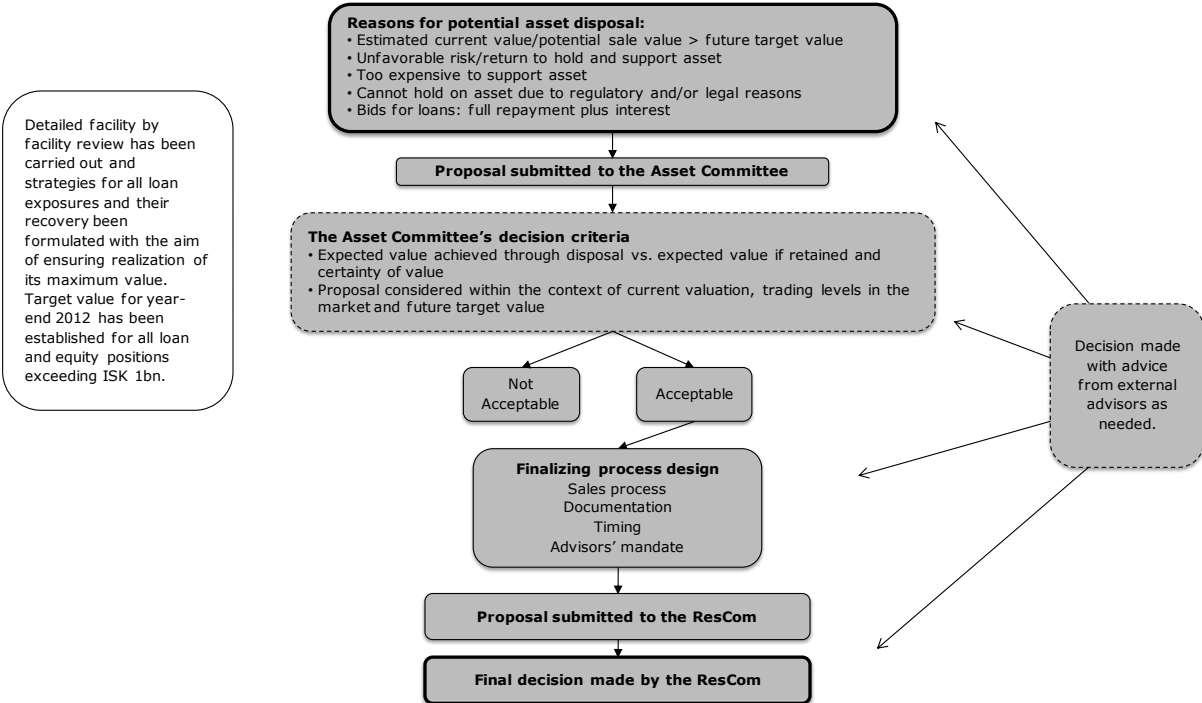 Reasons for potential asset disposal:
• Estimated current value/potential sale value > future target value
• Unfavorable risk/return to hold and support asset
• Too expensive to support asset
• Cannot hold on asset due to regulatory and/or legal reasons
• Bids for loans: full repayment plus interest
Detailed facility by
facility review has been
carried out and
strategies for all loan
exposures and their
recovery been
formulated with the aim
of ensuring realization of
its maximum value.
Target value for year-
end 2012 has been
established for all loan
and equity positions
exceeding ISK 1bn.
Proposal submitted to the Asset Committee
The Asset Committee's decision criteria
• Expected value achieved through disposal vs. expected value if retained and
certainty of value
• Proposal considered within the context of current valuation, trading levels in the
market and future target value
Decision made
with advice
from external
advisors as
needed.
Not
Acceptable
Acceptable
Finalizing process design
Sales process
Documentation
Timing
Advisors' mandate
Proposal submitted to the ResCom
Final decision made by the ResCom